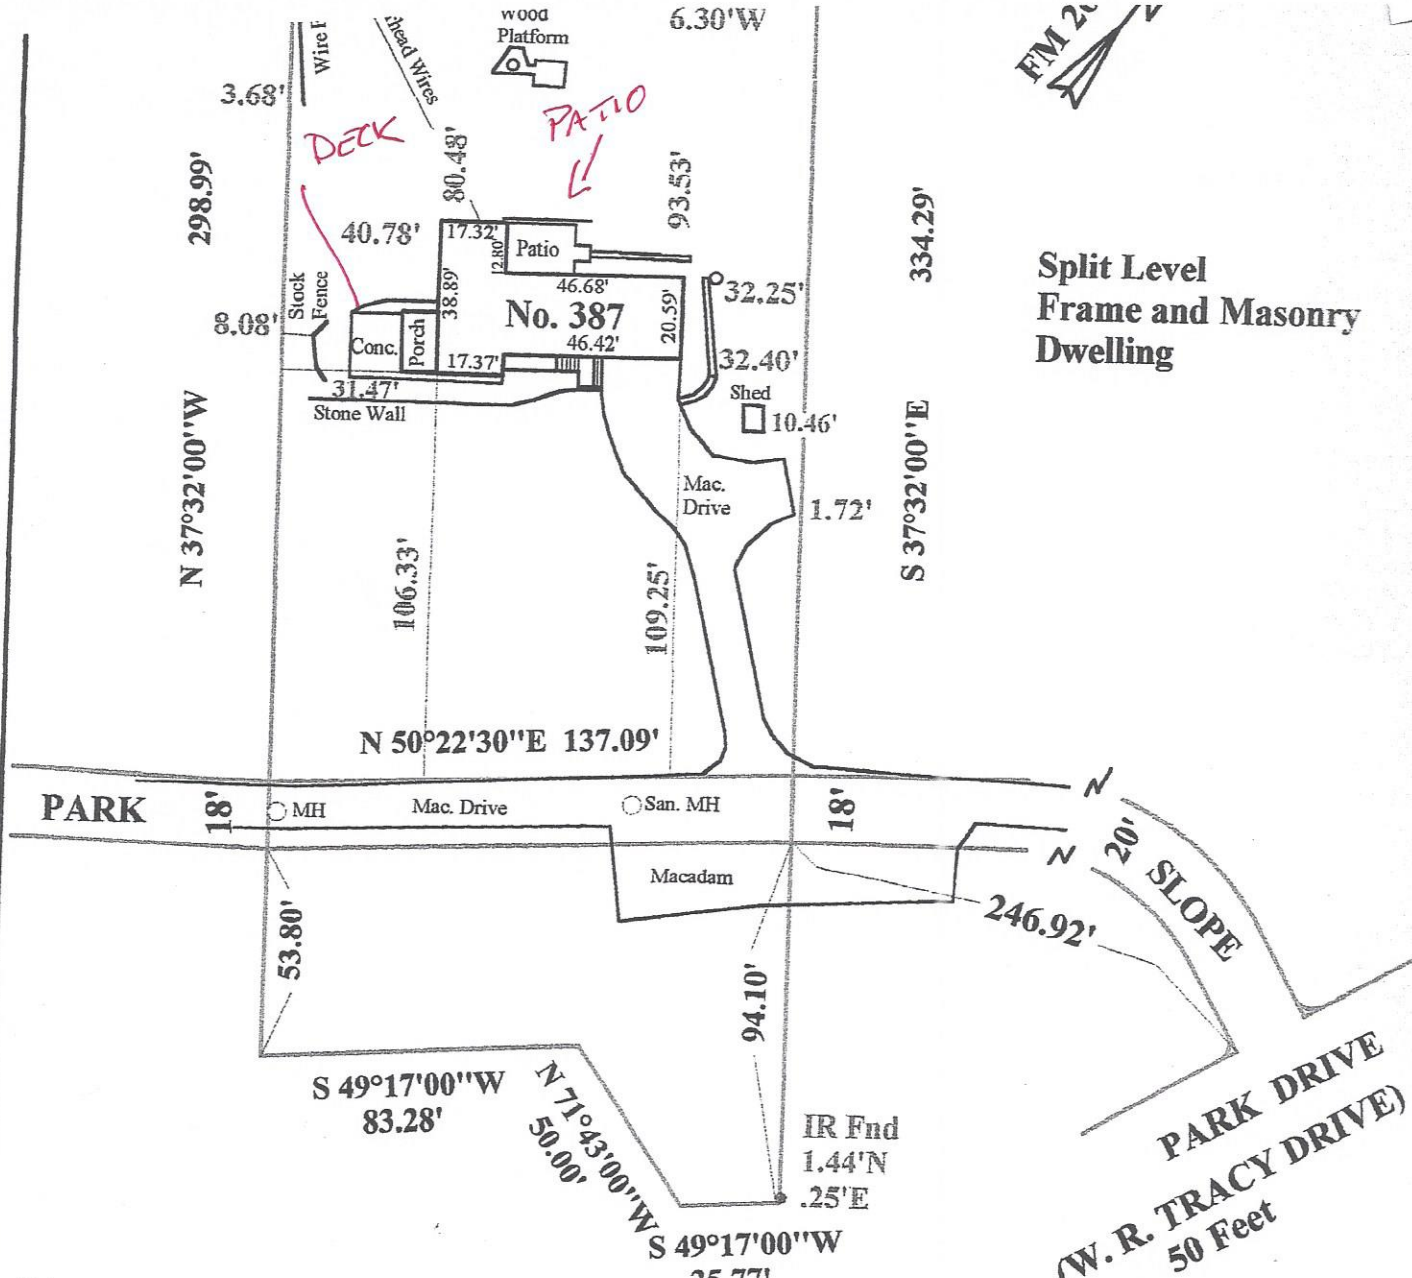 Wood
Platform
6.30'W
FM
Wire
head Wires
3.68'
DECK
PATIO
298.99'
80.48'
93.53'
334.29'
40.78'
17.32'
12.80'
Patio
Split Level
Frame and Masonry
Dwelling
Stock
Fence
38.89'
46.68'
32.25'
8.08'
No. 387
20.59'
Conc.
Porch
17.37'
46.42'
32.40'
31.47'
Stone Wall
Shed
10.46'
N 37°32'00"W
S 37°32'00"E
Mac.
Drive
1.72'
106.33'
109.25'
N 50°22'30"E 137.09'
PARK
18'
MH
Mac. Drive
San. MH
18'
20' SLOPE
Macadam
246.92'
53.80'
94.10'
S 49°17'00"W
83.28'
N 71°43'00"W
50.00'
IR Fnd
1.44'N
.25'E
S 49°17'00"W
25.77'
PARK DRIVE
(W. R. TRACY DRIVE)
50 Feet